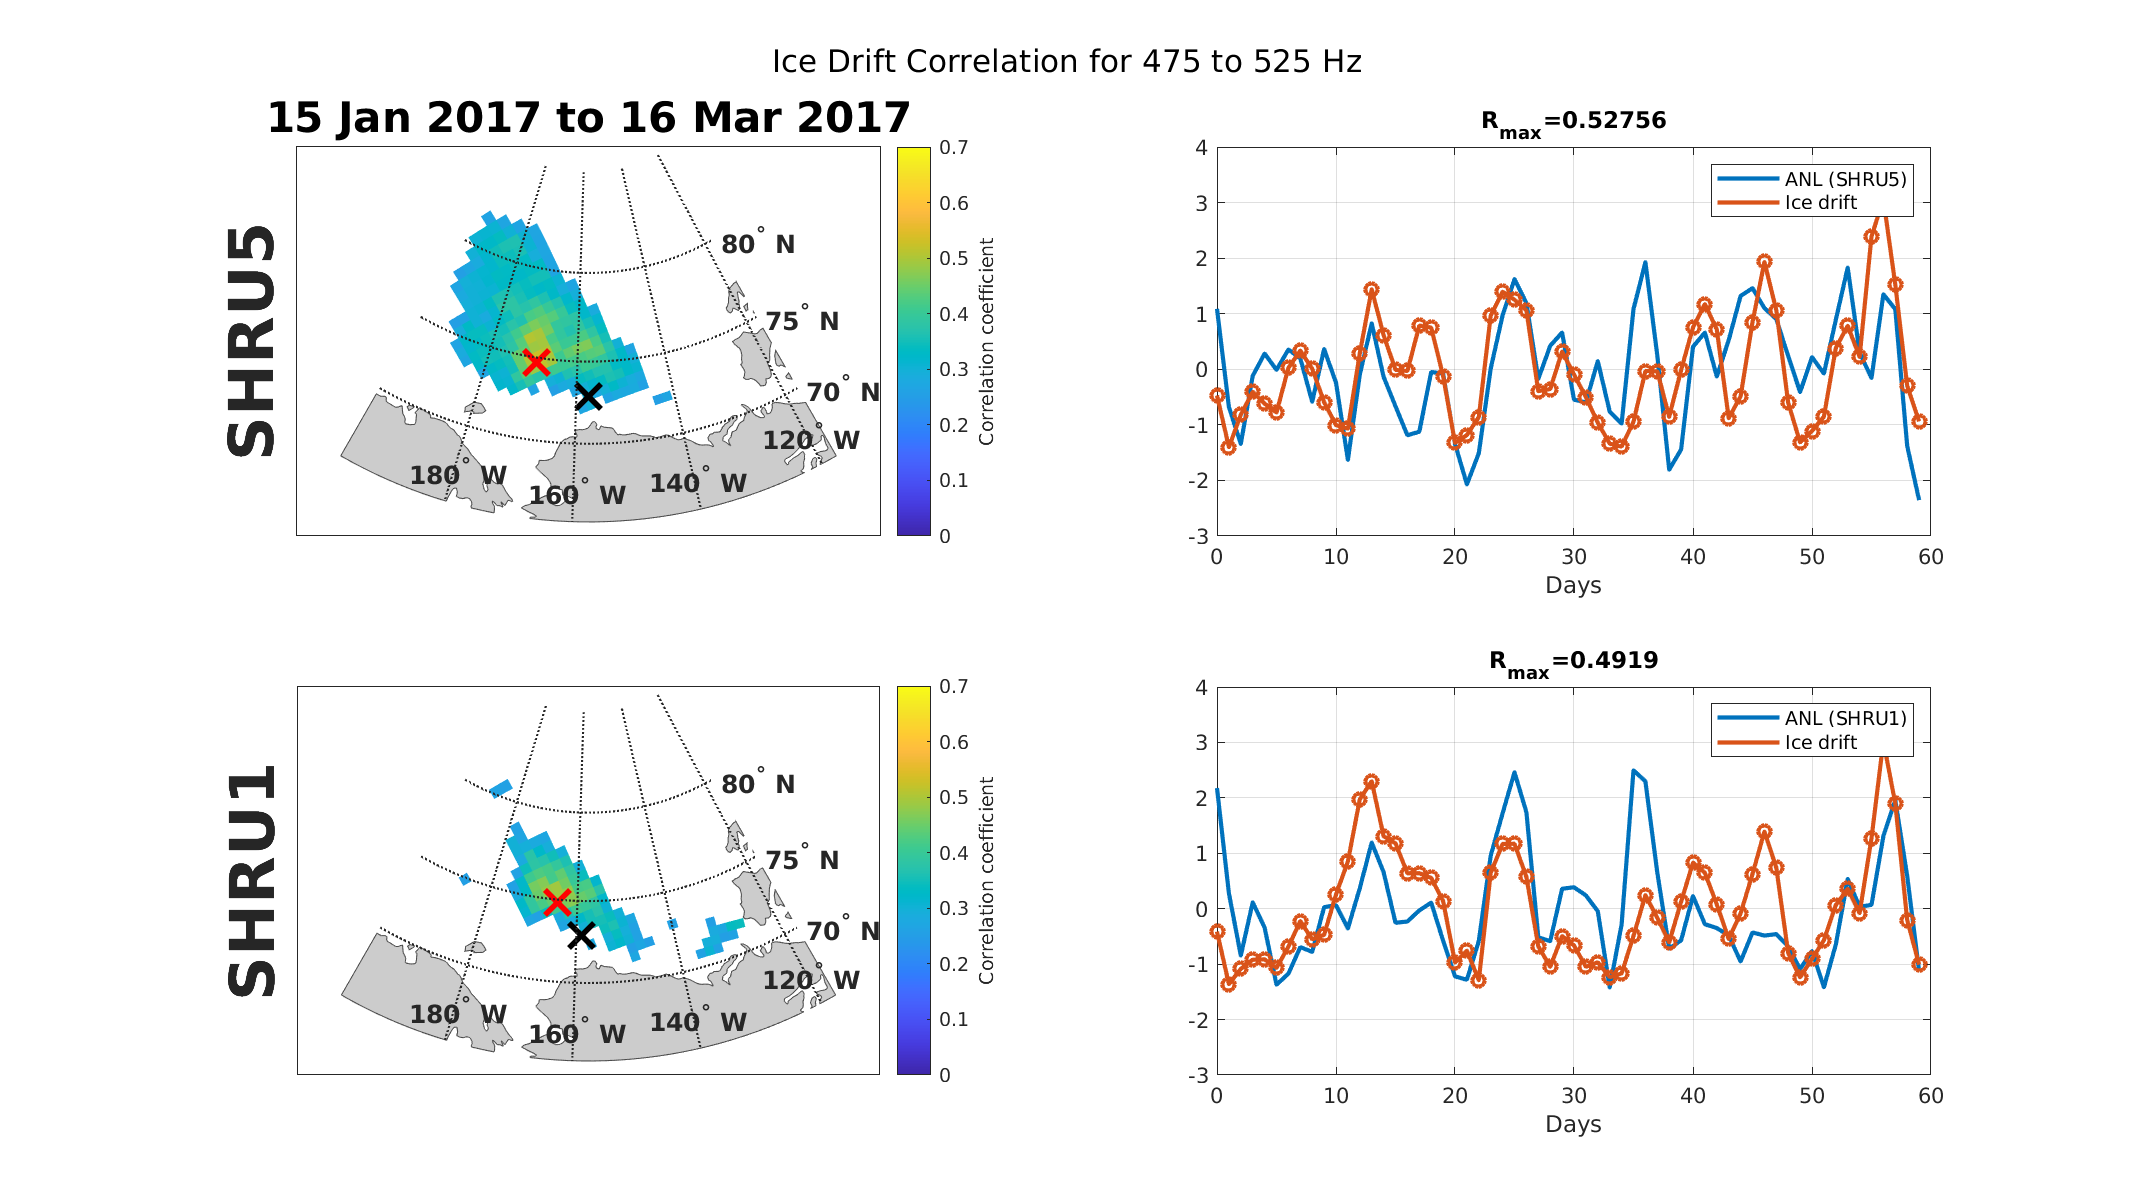 Ice Drift Correlation for 475 to 525 Hz
15 Jan 2017 to 16 Mar 2017
SHRU5
80° N
75° N
70° N
120° W
140° W
160° W
180° W
0.7
0.6
0.5
0.4
0.3
0.2
0.1
0
Correlation coefficient
Rmax=0.52756
ANL (SHRU5)
Ice drift
4
3
2
1
0
-1
-2
-3
0 10 20 30 40 50 60
Days
SHRU1
80° N
75° N
70° N
120° W
140° W
160° W
180° W
0.7
0.6
0.5
0.4
0.3
0.2
0.1
0
Correlation coefficient
Rmax=0.4919
ANL (SHRU1)
Ice drift
4
3
2
1
0
-1
-2
-3
0 10 20 30 40 50 60
Days